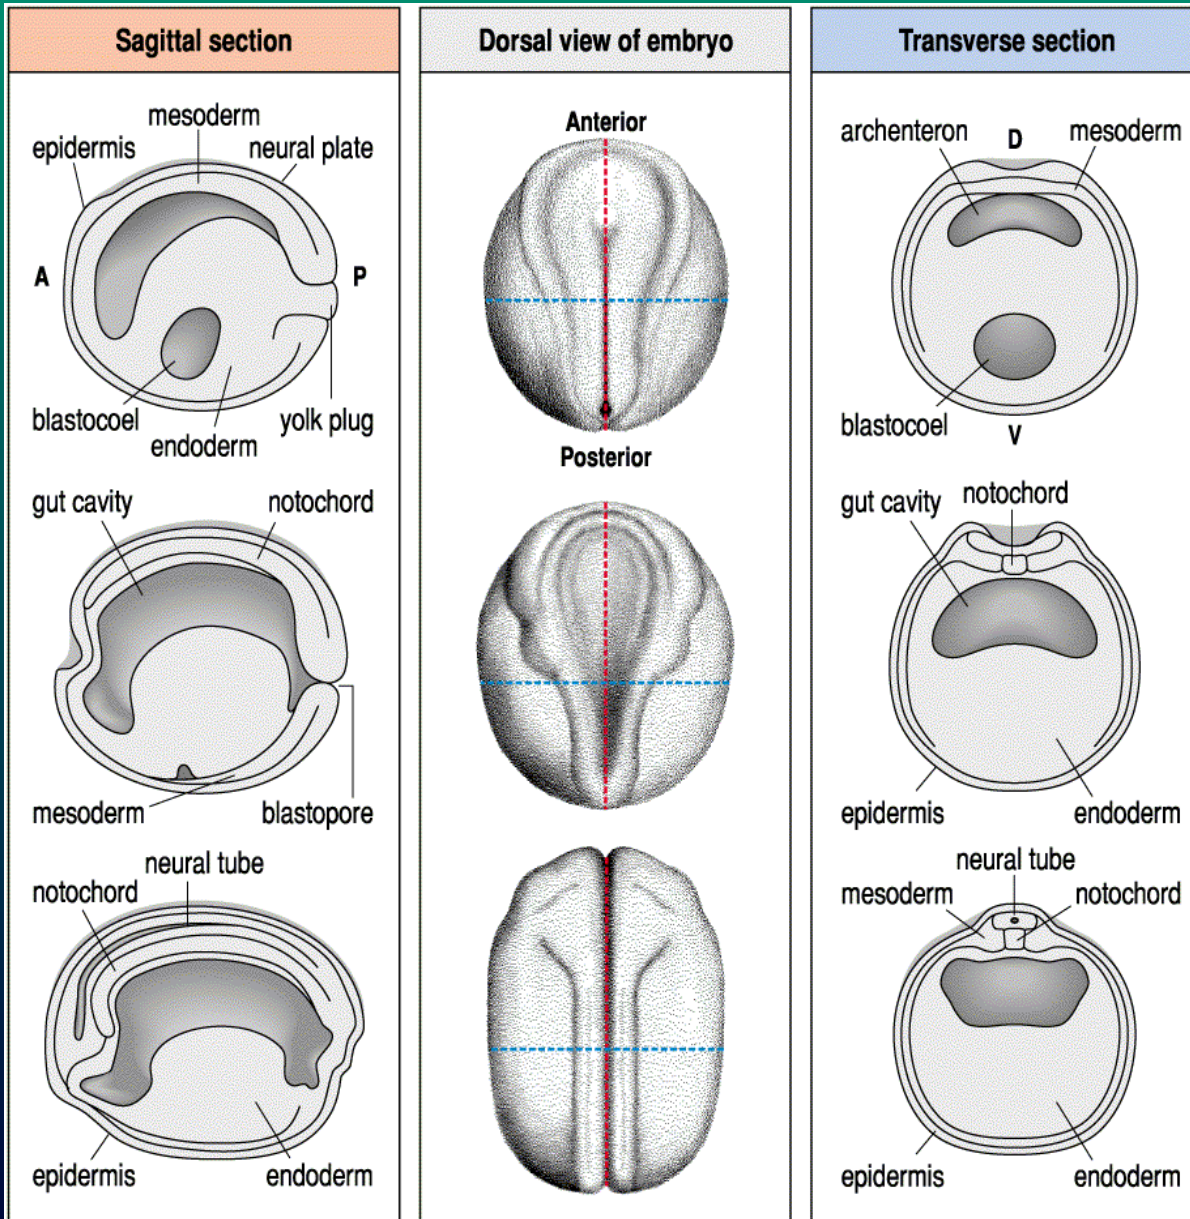 Sagittal section
Dorsal view of embryo
Transverse section
mesoderm
epidermis
neural plate
A
P
blastocoel
endoderm
yolk plug
Anterior
Posterior
archenteron
D
mesoderm
blastocoel
V
gut cavity
notochord
mesoderm
blastopore
gut cavity
notochord
epidermis
endoderm
neural tube
notochord
epidermis
endoderm
neural tube
mesoderm
notochord
epidermis
endoderm